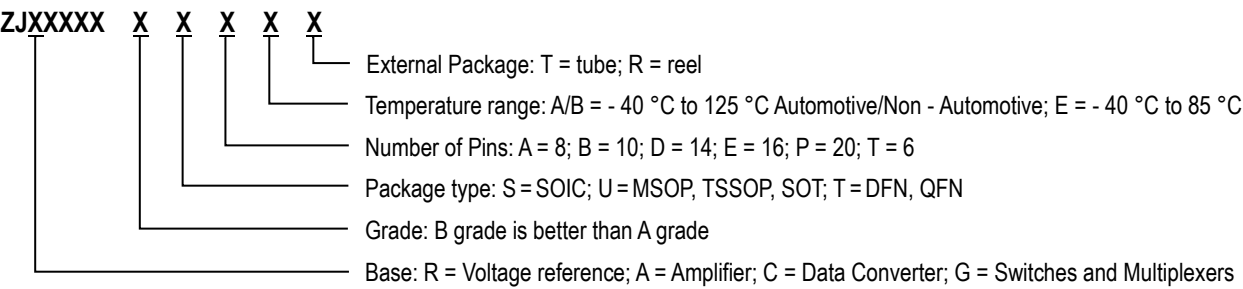 ZJXXXXX X X X X X
External Package: T = tube; R = reel
Temperature range: A/B = - 40 °C to 125 °C Automotive/Non - Automotive; E = - 40 °C to 85 °C
Number of Pins: A = 8; B = 10; D = 14; E = 16; P = 20; T = 6
Package type: S = SOIC; U = MSOP, TSSOP, SOT; T = DFN, QFN
Grade: B grade is better than A grade
Base: R = Voltage reference; A = Amplifier; C = Data Converter; G = Switches and Multiplexers